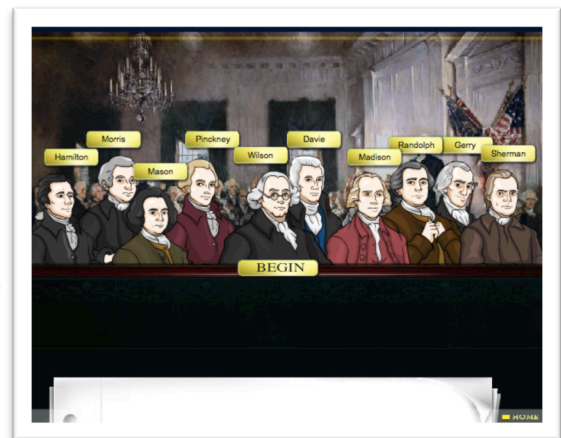 Hamilton
Morris
Mason
Pinckney
Wilson
Davie
Madison
Randolph
Gerry
Sherman
BEGIN
HOME